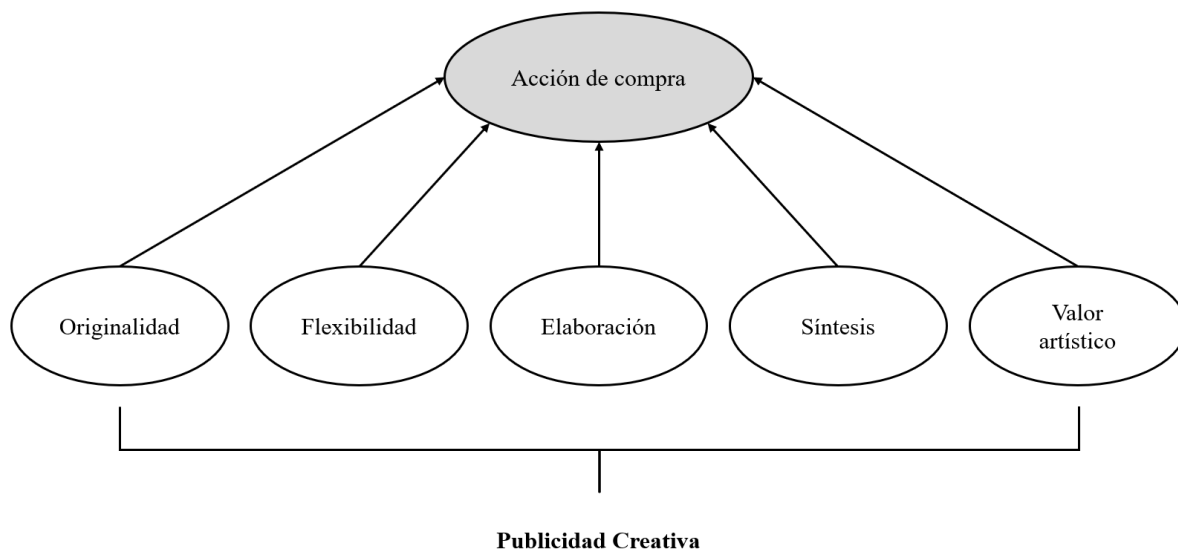 Acción de compra
Originalidad
Flexibilidad
Elaboración
Síntesis
Valor
artístico
Publicidad Creativa